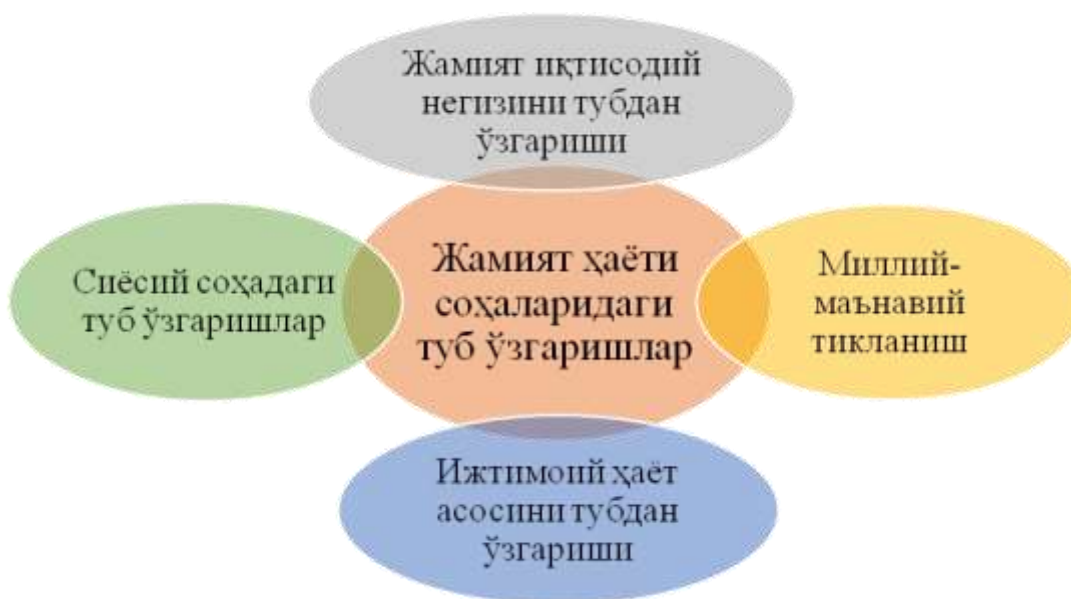 Жамият иқтисодий
негизини тубдан
ўзгариши
Сиёсий соҳадаги
туб ўзгаришлар
Жамият ҳаёти
соҳаларидаги
туб ўзгаришлар
Миллий-
маънавий
тикланиш
Ижтимоий ҳаёт
асосини тубдан
ўзгариши